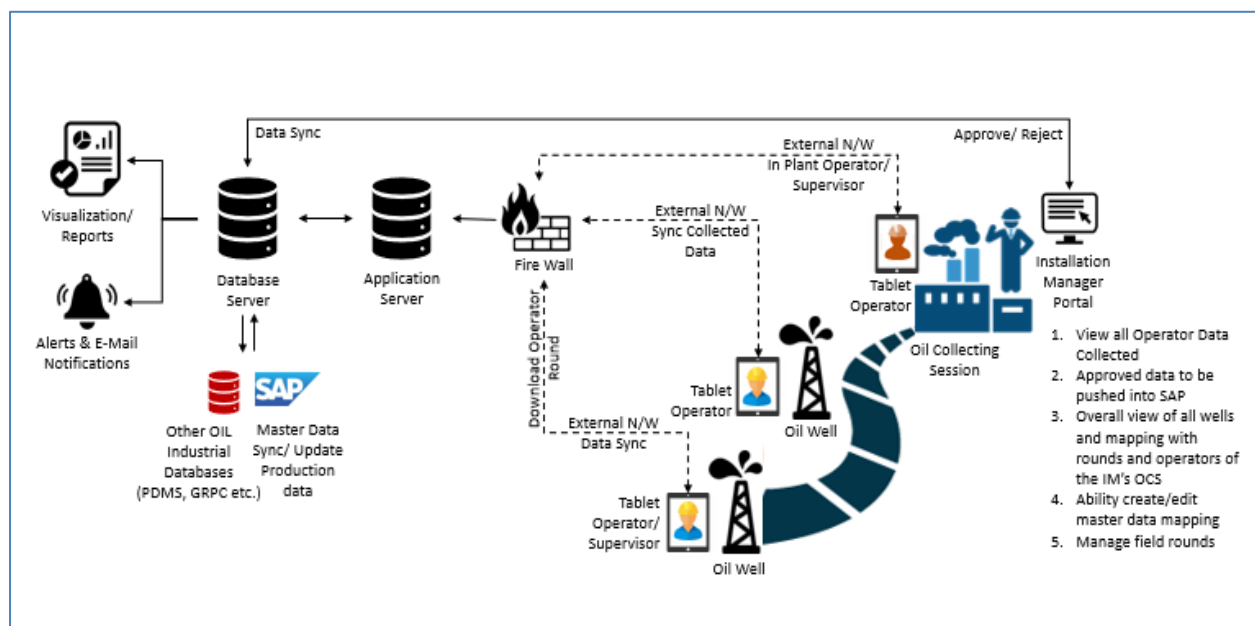 Data Sync
Approve/ Reject
External N/W
In Plant Operator/
Supervisor
External N/W
Sync Collected
Data
Visualization/
Reports
Database
Server
Application
Server
Fire Wall
Tablet
Operator
Installation
Manager
Portal
Alerts & E-Mail
Notifications
Download Operator
Round
Oil Collecting
Session
1. View all Operator Data
Collected
2. Approved data to be
pushed into SAP
3. Overall view of all wells
and mapping with
rounds and operators of
the IM's OCS
4. Ability create/edit
master data mapping
5. Manage field rounds
SAP
Tablet
Operator
Oil Well
External N/W
Data Sync
Other OIL
Industrial
Databases
(PDMS, GRPC etc.)
Master Data
Sync/ Update
Production
data
Tablet
Operator/
Supervisor
Oil Well